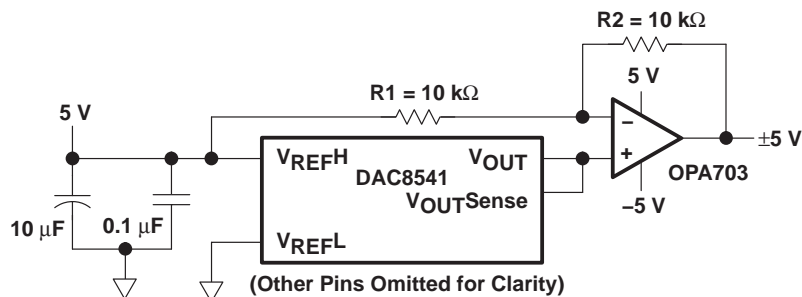 R2 = 10 kΩ
5 V
R1 = 10 kΩ
5 V
–
VREFH
VOUT
+
±5 V
DAC8541
OPA703
VOUTSense
10 µF
0.1 µF
–5 V
VREFL
(Other Pins Omitted for Clarity)